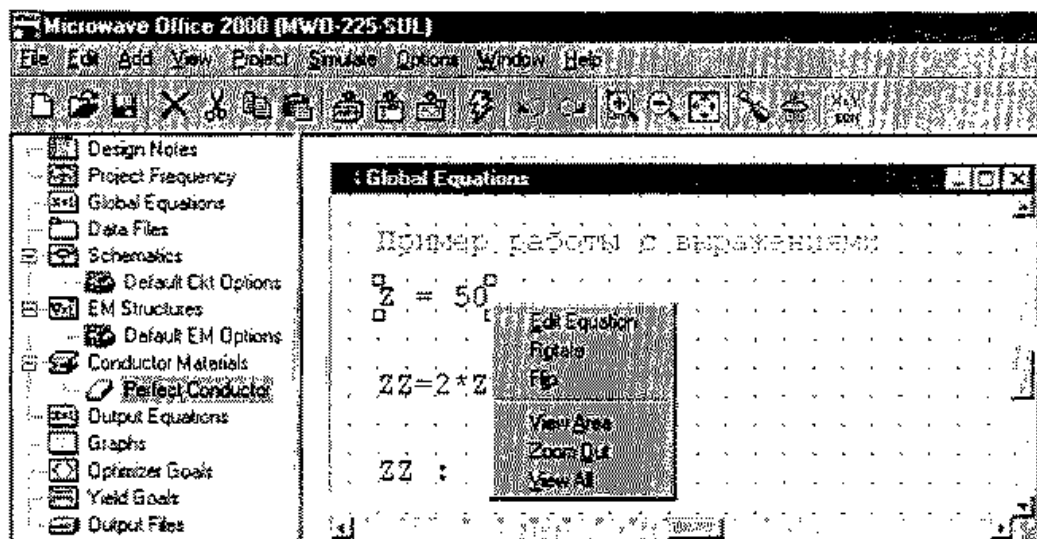 Microwave Office 2000 (MWO-225-SUL)
File Edit Add View Project Simulate Options Window Help
Design Notes
Project Frequency
Global Equations
Data Files
Schematics
Default Ckt Options
EM Structures
Default EM Options
Conductor Materials
Perfect Conductor
Output Equations
Graphs
Optimizer Goals
Yield Goals
Output Files
Global Equations
Пример работы с выражениями
Z = 50
ZZ=2*Z
ZZ :
Edit Equation
Rotate
Flip
View Area
Zoom Out
View All